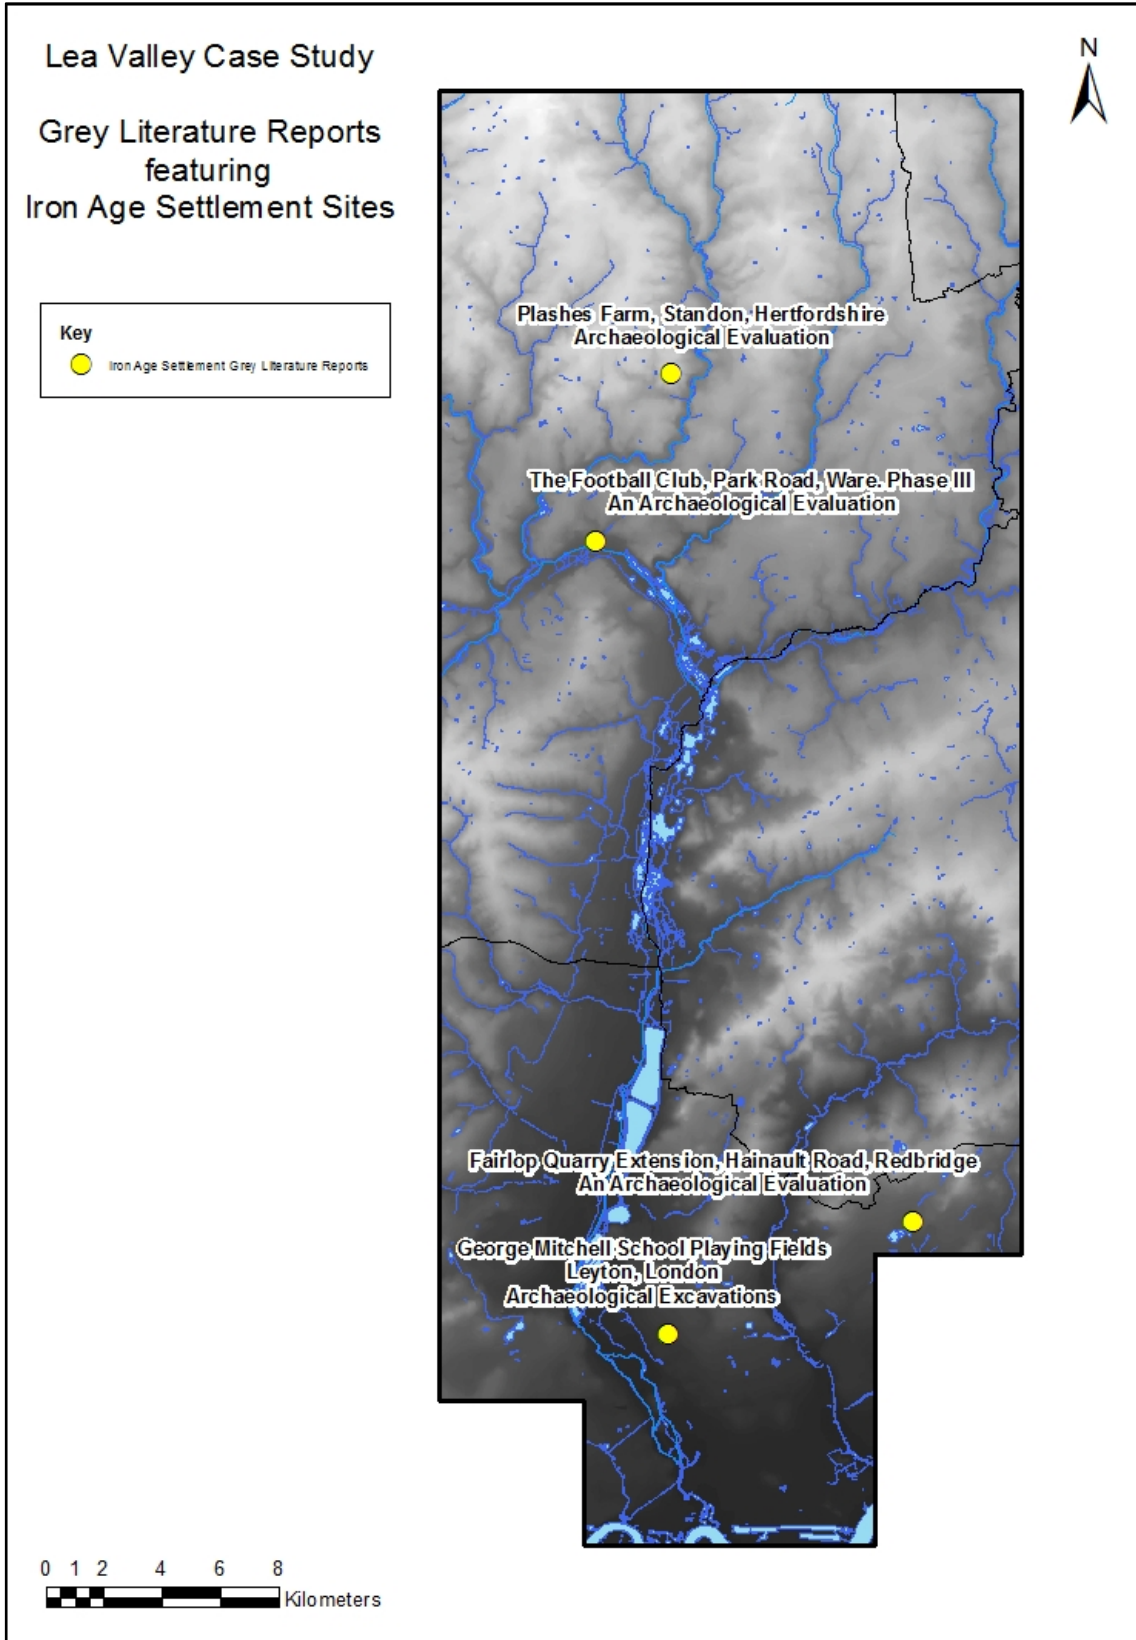 Lea Valley Case Study
Grey Literature Reports
featuring
Iron Age Settlement Sites
N
Key
Iron Age Settlement Grey Literature Reports
Plashes Farm, Standon, Hertfordshire
Archaeological Evaluation
The Football Club, Park Road, Ware. Phase III
An Archaeological Evaluation
Fairlop Quarry Extension, Hainault Road, Redbridge
An Archaeological Evaluation
George Mitchell School Playing Fields
Leyton, London
Archaeological Excavations
0 1 2 4 6 8
Kilometers